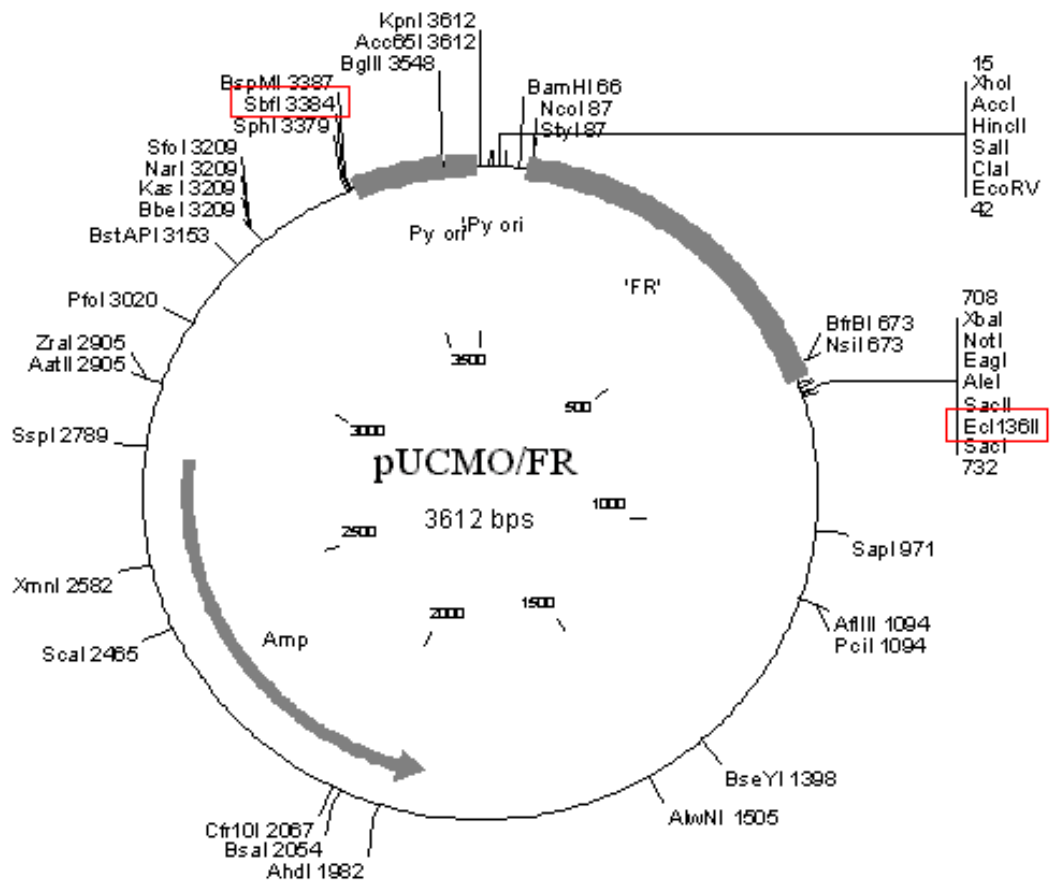 KpnI 3612
Acc65I 3612
BglII 3548
BspMI 3387
SbfI 3384
SphI 3379
SfoI 3209
NarI 3209
KasI 3209
BbeI 3209
BstAPI 3153
PfoI 3020
ZraI 2905
AatII 2905
SspI 2789
XmnI 2582
ScaI 2465
Cfr10I 2067
BsaI 2054
AhdI 1982
BamHI 66
NcoI 87
StyI 87
15
XhoI
AccI
HincII
SalI
ClaI
EcoRV
42
Py ori
'Py ori
'FR'
BfrBI 673
NsiI 673
708
XbaI
NotI
EagI
AleI
SacII
Ecl136II
SacI
732
SapI 971
AflIII 1094
PciI 1094
BseYI 1398
AlwNI 1505
3500
500
3000
1000
2500
1500
2000
pUCMO/FR
3612 bps
Amp